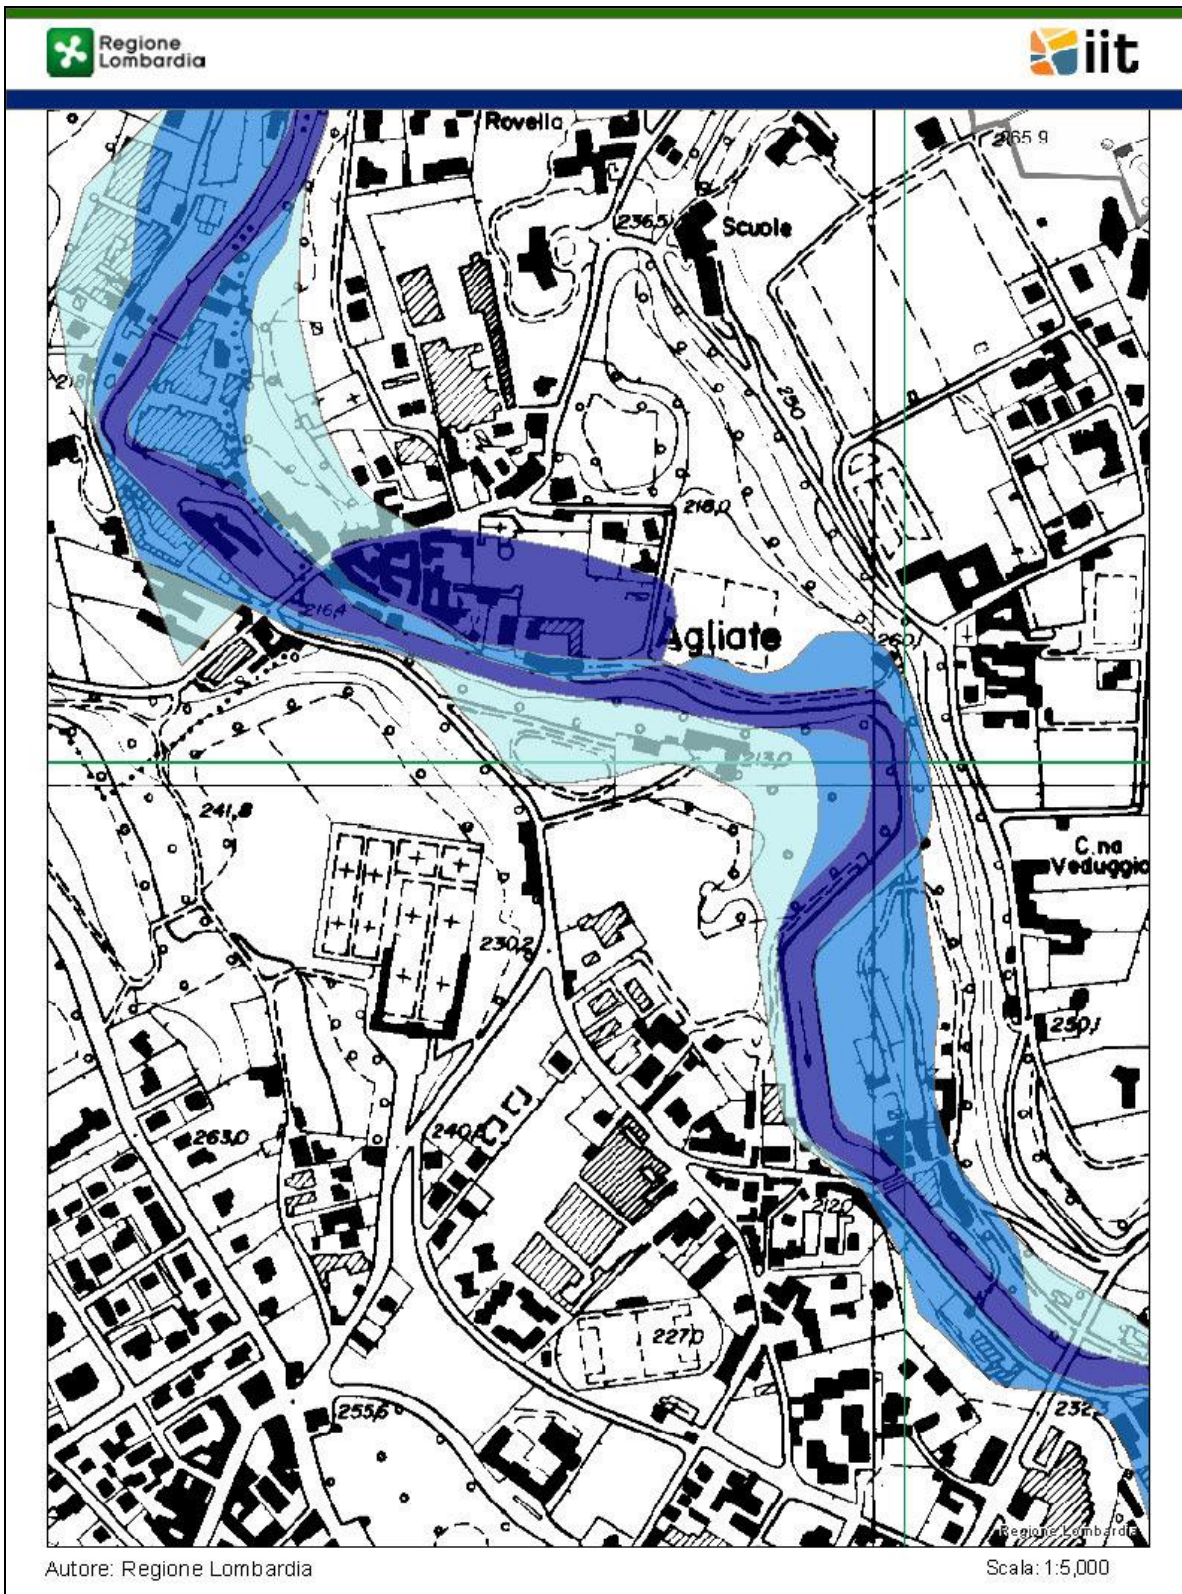 Regione
Lombardia
iit
Rovella
265.9
236,5
Scuole
250
218,0
216,4
Agliate
260,1
213,0
241,8
C.na
Veduggio
230,2
250,1
263,0
240,
212,0
227,0
255,6
232,3
Regione Lombardia
Autore: Regione Lombardia
Scala: 1:5,000